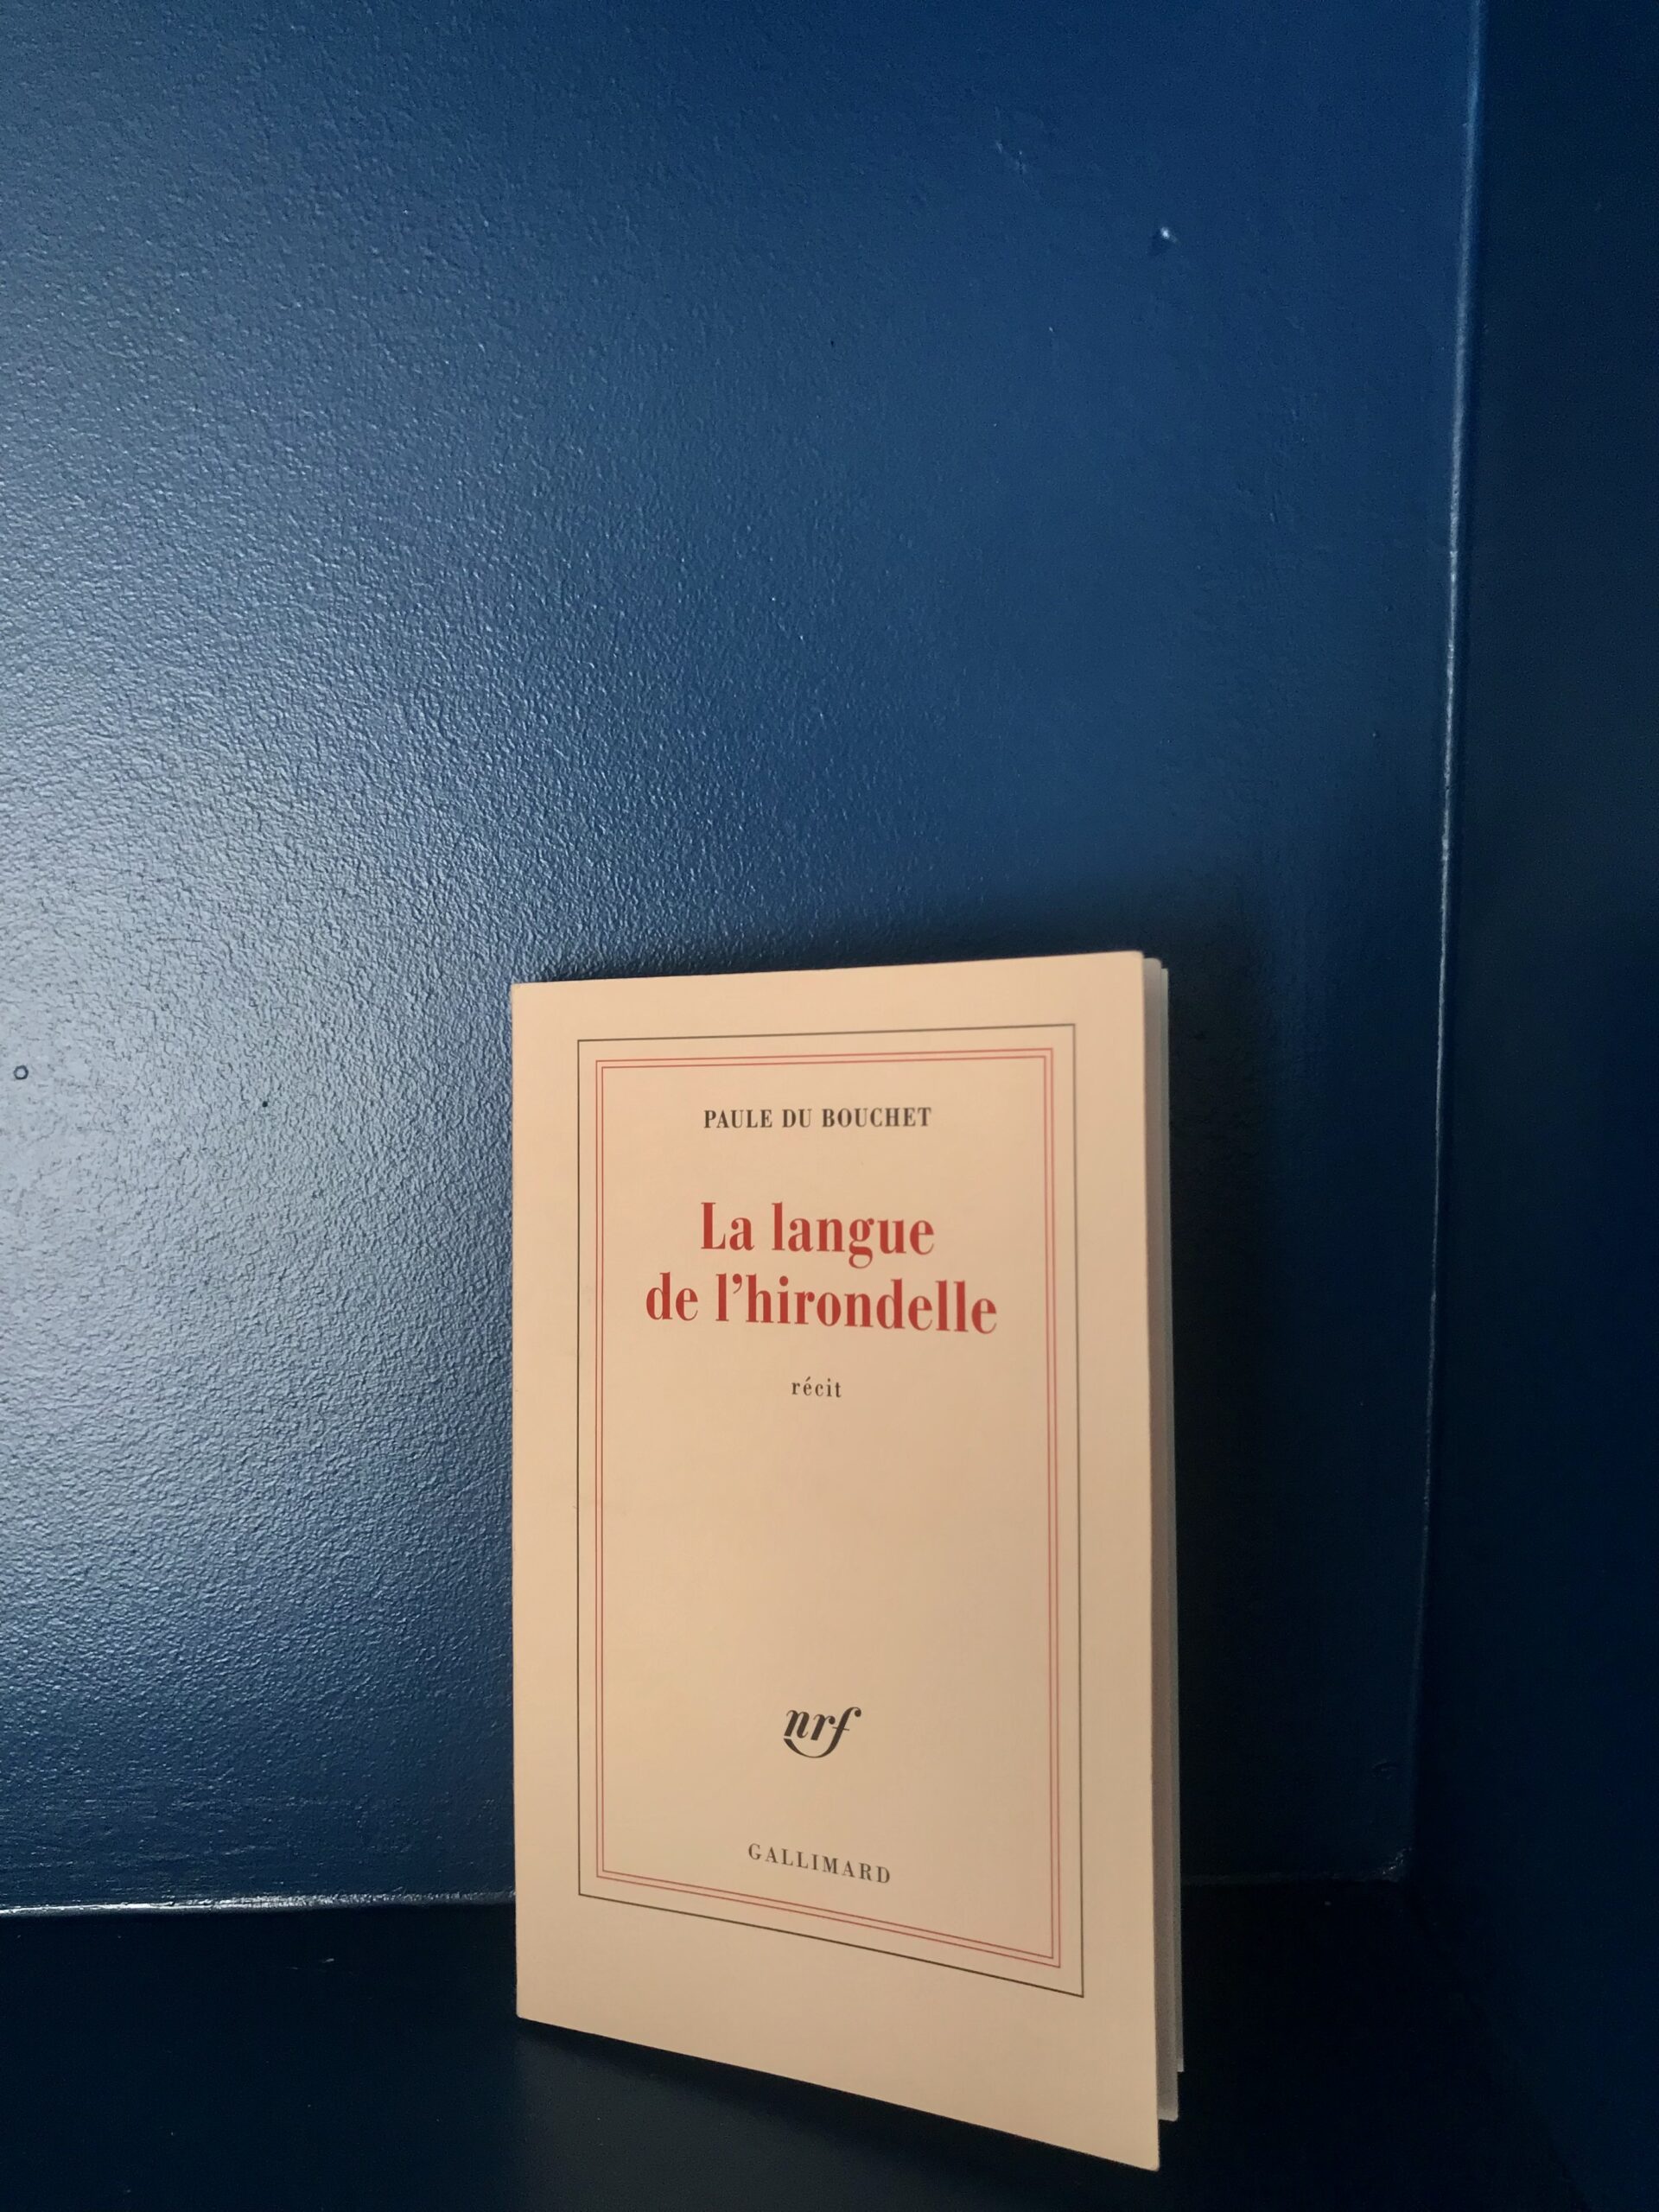 PAULE DU BOUCHET
La langue
de l’hirondelle
récit
nrf
GALLIMARD